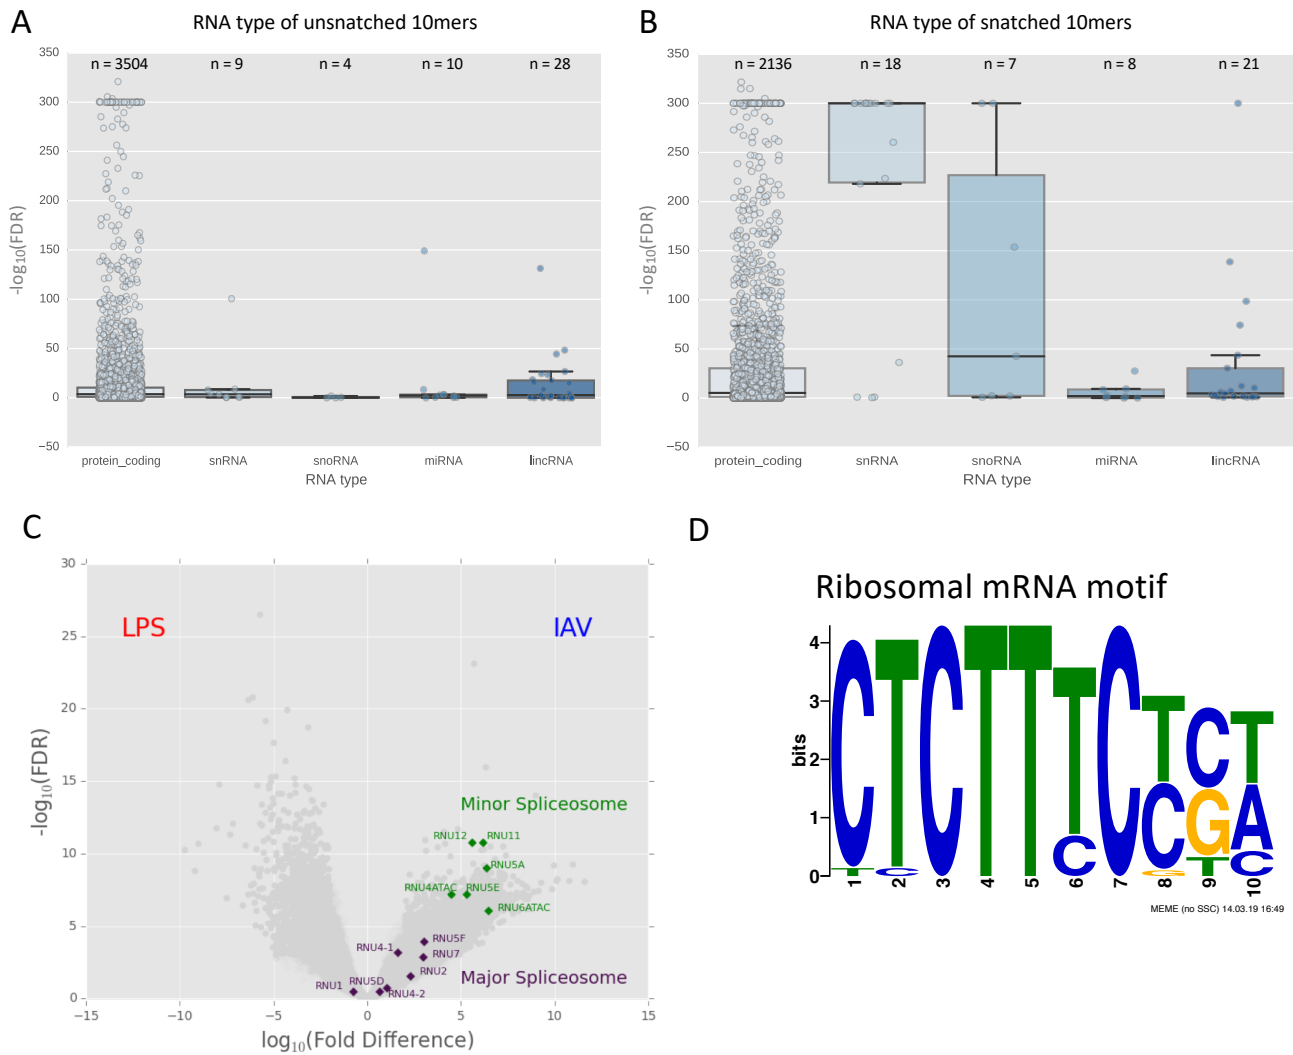 A
RNA type of unsnatched 10mers
350
300
250
200
150
100
50
0
−50
-log10(FDR)
n = 3504
n = 9
n = 4
n = 10
n = 28
protein_coding
snRNA
snoRNA
miRNA
lincRNA
RNA type
B
RNA type of snatched 10mers
350
300
250
200
150
100
50
0
−50
-log10(FDR)
n = 2136
n = 18
n = 7
n = 8
n = 21
protein_coding
snRNA
snoRNA
miRNA
lincRNA
RNA type
C
30
25
20
15
10
5
0
-log10(FDR)
LPS
IAV
Minor Spliceosome
RNU12
RNU11
RNU5A
RNU4ATAC
RNU5E
RNU6ATAC
RNU5F
RNU4-1
RNU7
RNU2
Major Spliceosome
RNU1
RNU5D
RNU4-2
−15
−10
−5
0
5
10
15
log10(Fold Difference)
D
Ribosomal mRNA motif
bits
4
3
2
1
0
C T C T T T C T C T
T C C C G A
G T C
1 2 3 4 5 6 7 8 9 10
MEME (no SSC) 14.03.19 16:49